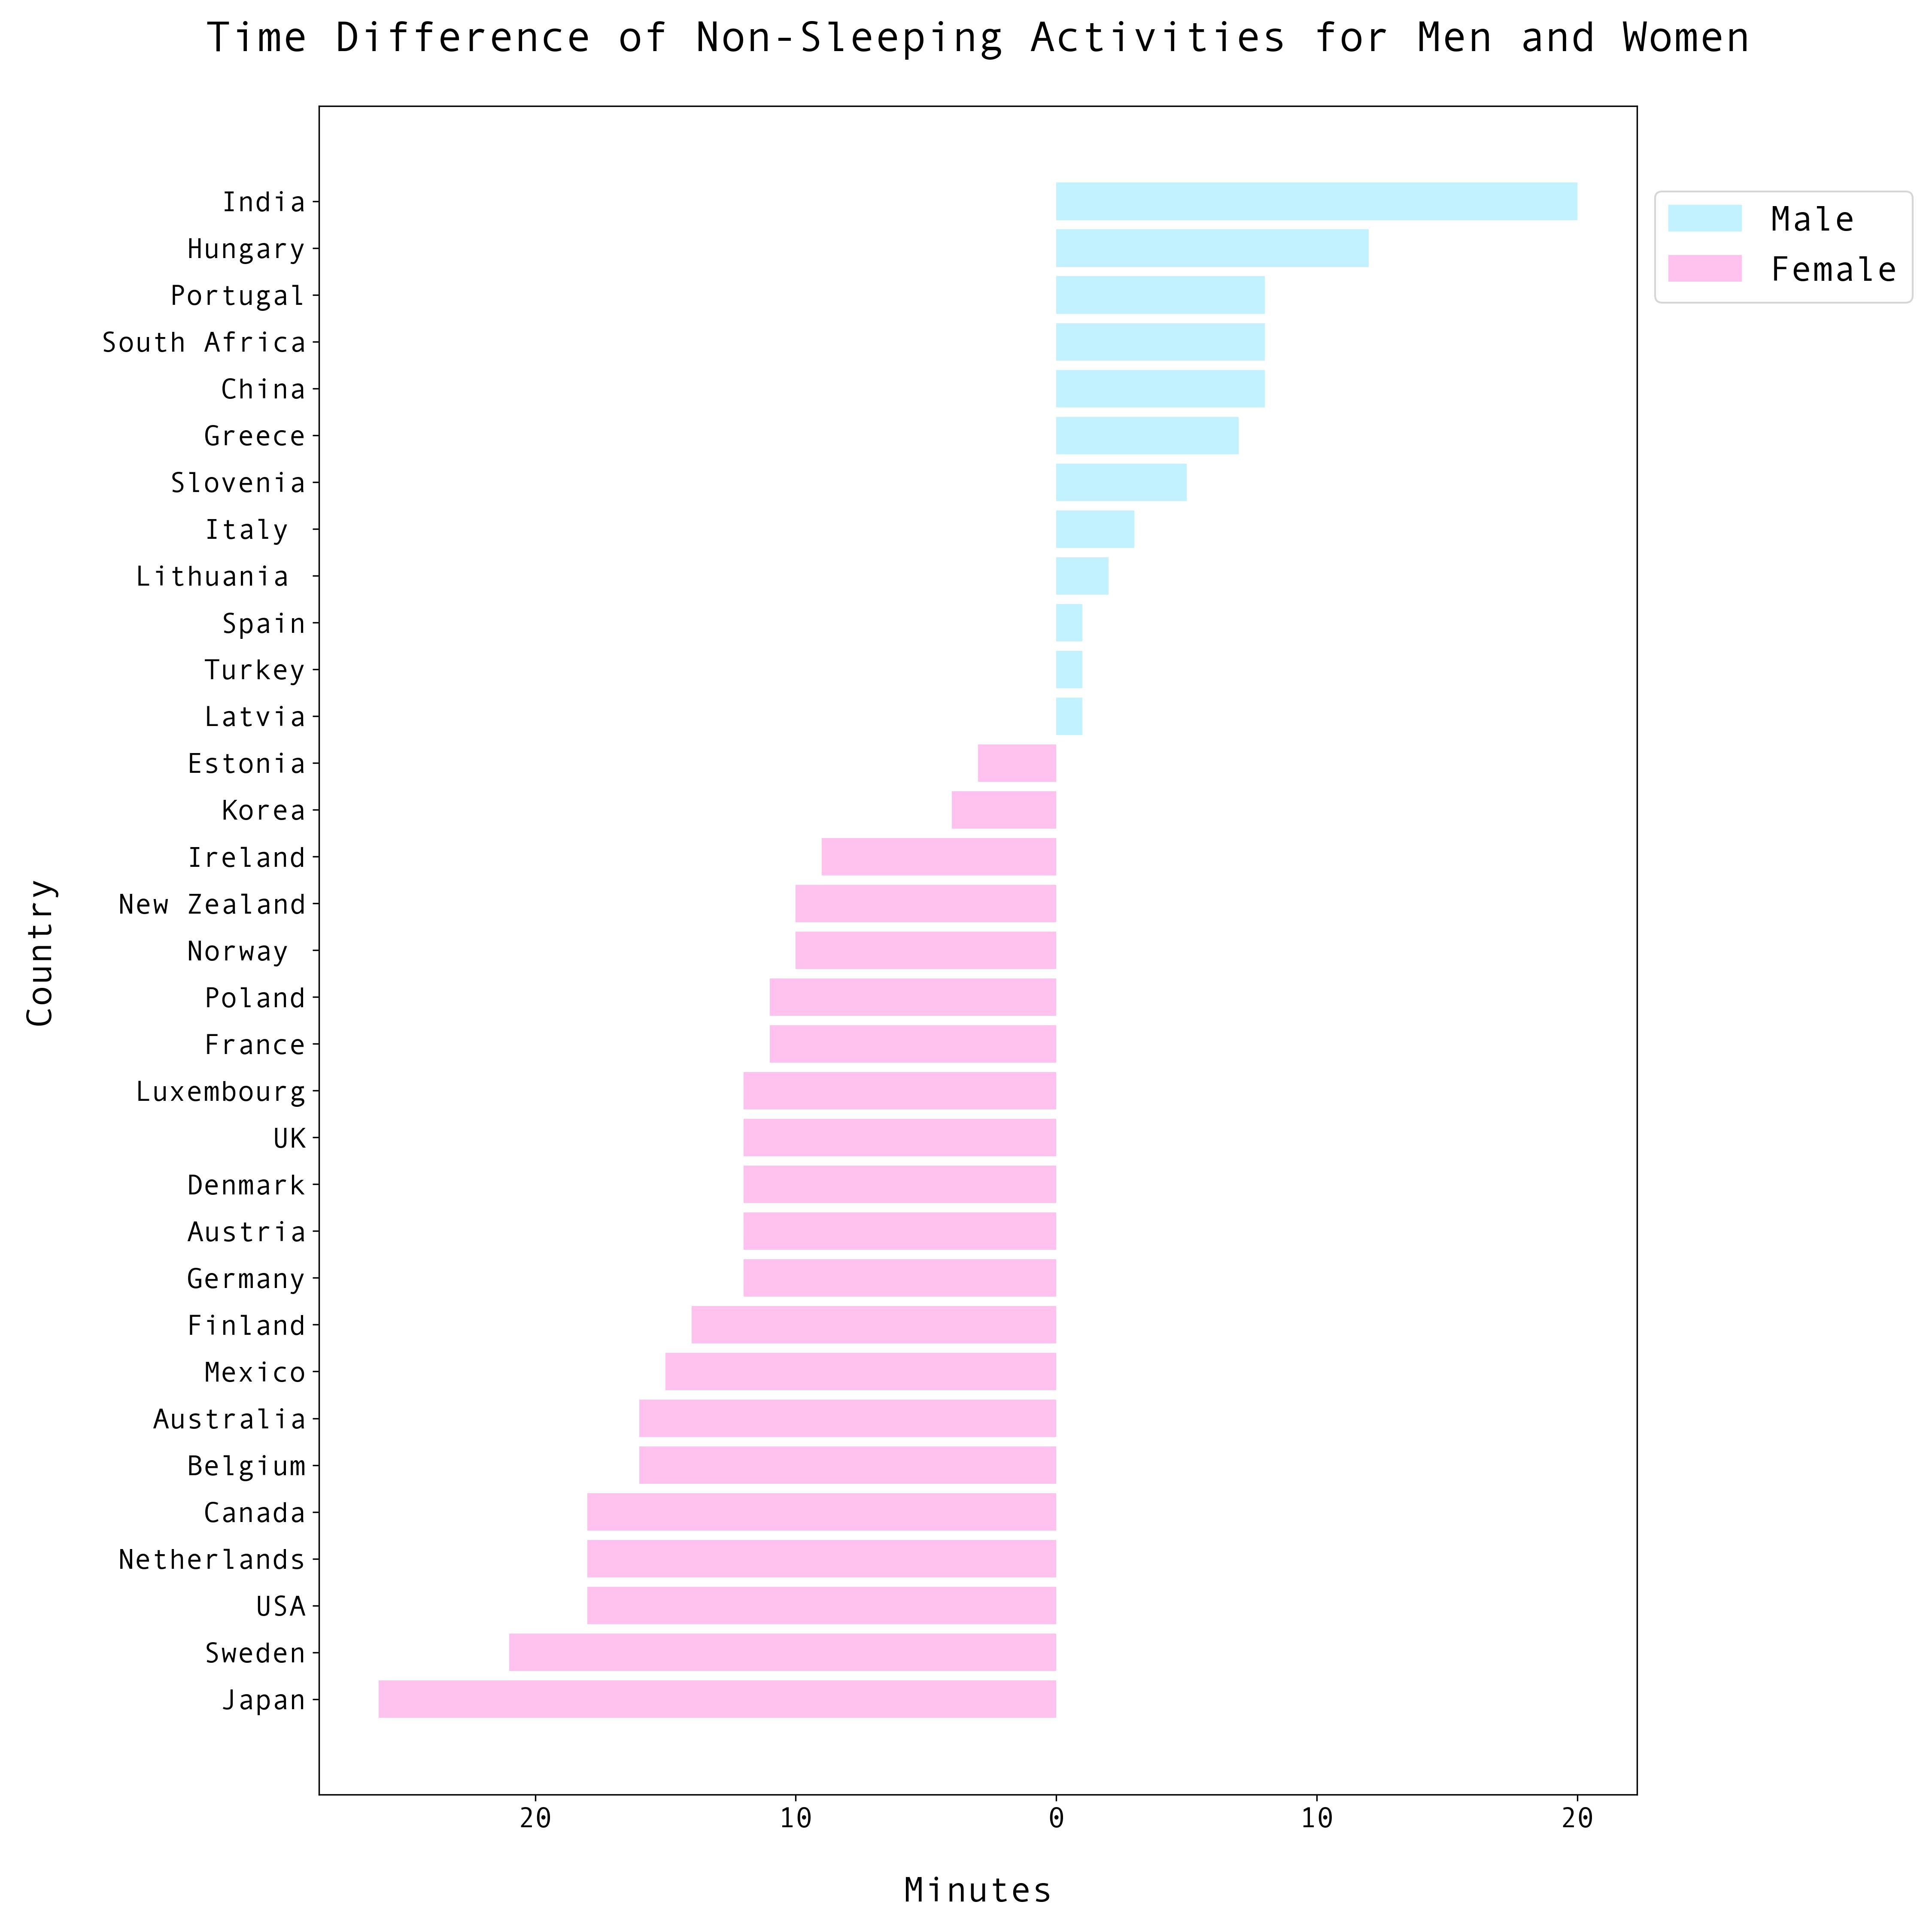 Time Difference of Non-Sleeping Activities for Men and Women
Male
Female
India
Hungary
Portugal
South Africa
China
Greece
Slovenia
Italy
Lithuania
Spain
Turkey
Latvia
Estonia
Korea
Ireland
New Zealand
Norway
Poland
France
Luxembourg
UK
Denmark
Austria
Germany
Finland
Mexico
Australia
Belgium
Canada
Netherlands
USA
Sweden
Japan
Country
20 10 0 10 20
Minutes